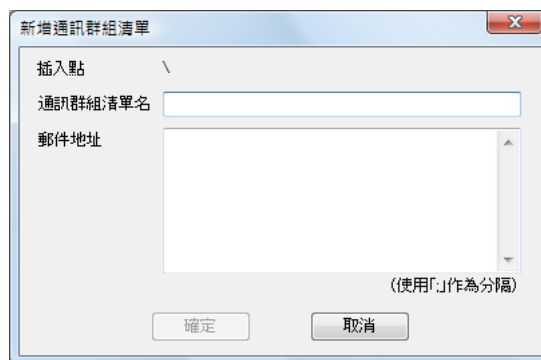 新增通訊群組清單
插入點 \
通訊群組清單名
郵件地址
(使用「;」作為分隔)
確定 取消